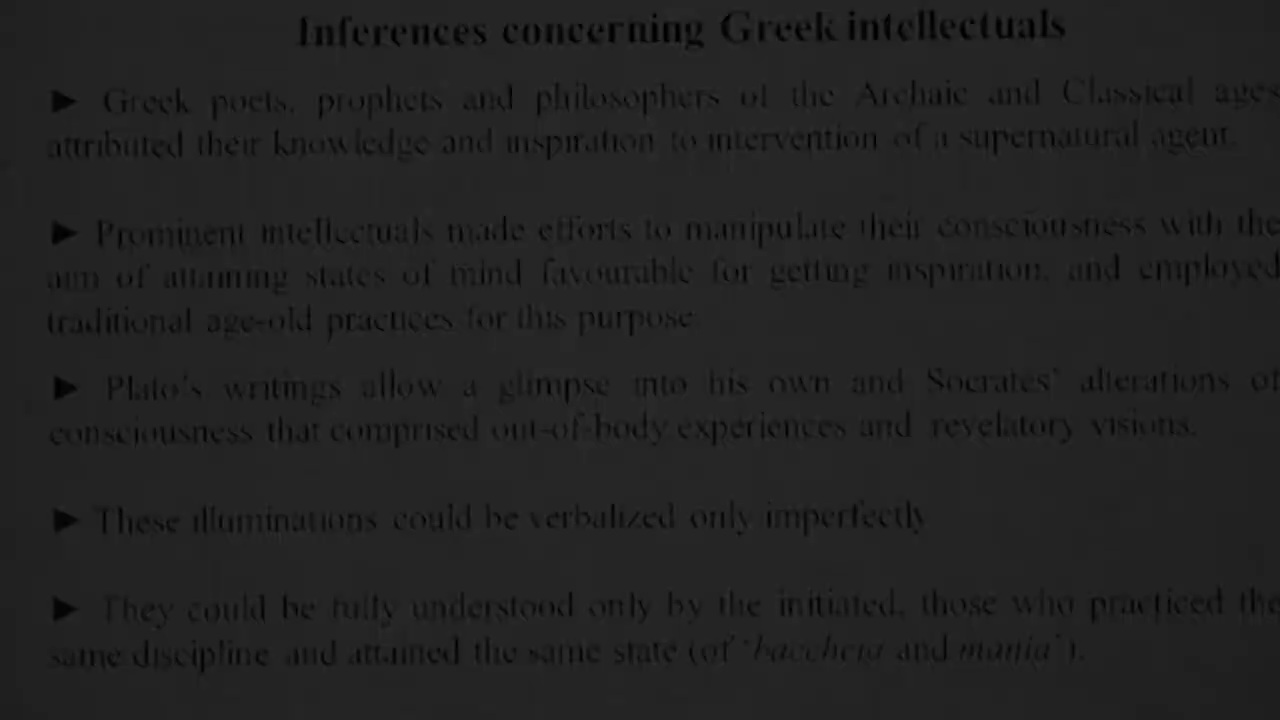 Inferences concerning Greek intellectuals
► Greek poets, prophets and philosophers of the Archaic and Classical ages
attributed their knowledge and inspiration to intervention of a supernatural agent.
► Prominent intellectuals made efforts to manipulate their consciousness with the
aim of attaining states of mind favourable for getting inspiration, and employed
traditional age-old practices for this purpose.
► Plato's writings allow a glimpse into his own and Socrates' alterations of
consciousness that comprised out-of-body experiences and revelatory visions.
► These illuminations could be verbalized only imperfectly
► They could be fully understood only by the initiated, those who practiced the
same discipline and attained the same state (of 'baccheia and mania').